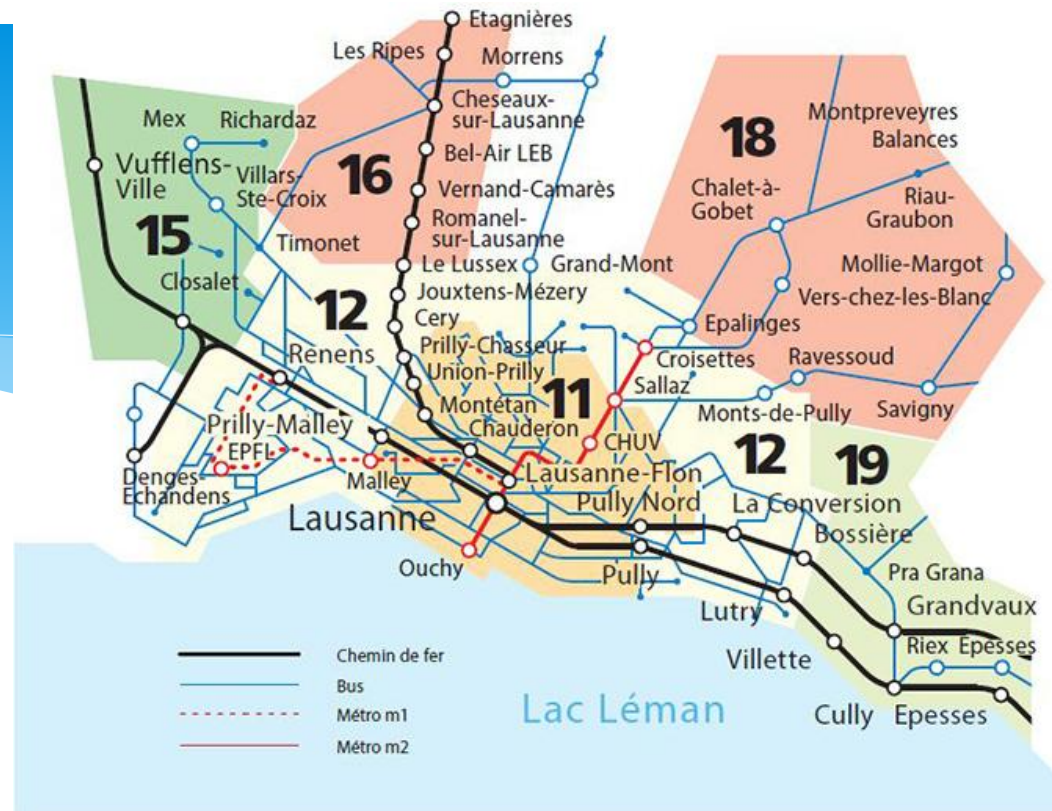 Etagnières
Les Ripes
Morrens
Cheseaux-
sur-Lausanne
Montpreveyres
Balances
Mex
Richardaz
18
16
Bel-Air LEB
Vufflens-
Ville
Villars-
Ste-Croix
Vernand-Camarès
Chalet-à-
Gobet
Riau-
Graubon
15
Timonet
Romanel-
sur-Lausanne
Closalet
Le Lussex
Grand-Mont
Mollie-Margot
12
Jouxtens-Mézery
Vers-chez-les-Blanc
Cery
Epalinges
Renens
Prilly-Chasseur
Croisettes
Ravessoud
Union-Prilly
11
Sallaz
Montétan
Monts-de-Pully
Savigny
Prilly-Malley
Chauderon
CHUV
12
19
EPFL
Denges-
Echandens
Malley
Lausanne-Flon
Lausanne
Pully Nord
La Conversion
Bossière
Ouchy
Pully
Pra Grana
Lutry
Grandvaux
Villette
Riex Epesses
Cully
Epesses
Chemin de fer
Bus
Métro m1
Métro m2
Lac Léman